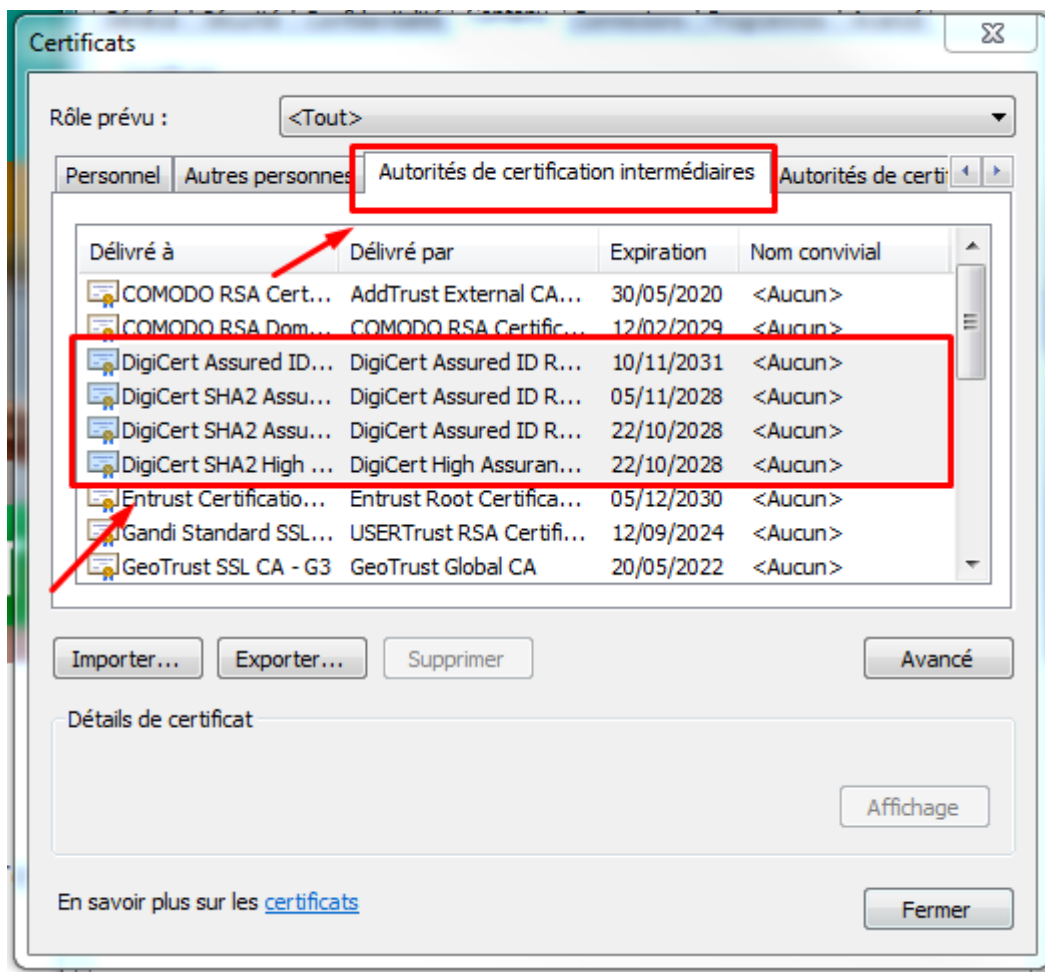 Certificats
Rôle prévu : <Tout>
Personnel Autres personnes Autorités de certification intermédiaires Autorités de certi
Délivré à Délivré par Expiration Nom convivial
COMODO RSA Cert... AddTrust External CA... 30/05/2020 <Aucun>
COMODO RSA Dom... COMODO RSA Certific... 12/02/2029 <Aucun>
DigiCert Assured ID... DigiCert Assured ID R... 10/11/2031 <Aucun>
DigiCert SHA2 Assu... DigiCert Assured ID R... 05/11/2028 <Aucun>
DigiCert SHA2 Assu... DigiCert Assured ID R... 22/10/2028 <Aucun>
DigiCert SHA2 High ... DigiCert High Assuran... 22/10/2028 <Aucun>
Entrust Certificatio... Entrust Root Certifica... 05/12/2030 <Aucun>
Gandi Standard SSL... USERTrust RSA Certifi... 12/09/2024 <Aucun>
GeoTrust SSL CA - G3 GeoTrust Global CA 20/05/2022 <Aucun>
Importer... Exporter... Supprimer Avancé
Détails de certificat
Affichage
En savoir plus sur les certificats
Fermer